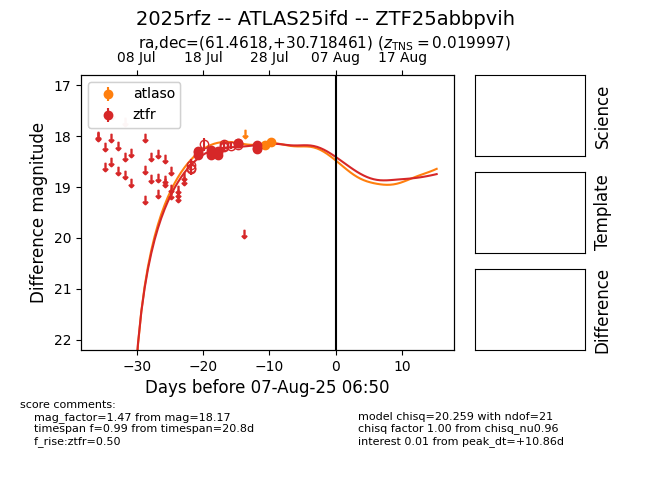 2025rfz -- ATLAS25ifd -- ZTF25abbpvih
ra,dec=(61.4618,+30.718461) (z_TNS = 0.019997)
08 Jul 18 Jul 28 Jul 07 Aug 17 Aug
atlaso
ztfr
17
18
19
20
21
22
Difference magnitude
−30 −20 −10 0 10
Days before 07-Aug-25 06:50
Science
Template
Difference
score comments:
mag_factor=1.47 from mag=18.17
timespan f=0.99 from timespan=20.8d
f_rise:ztfr=0.50
model chisq=20.259 with ndof=21
chisq factor 1.00 from chisq_nu0.96
interest 0.01 from peak_dt=+10.86d